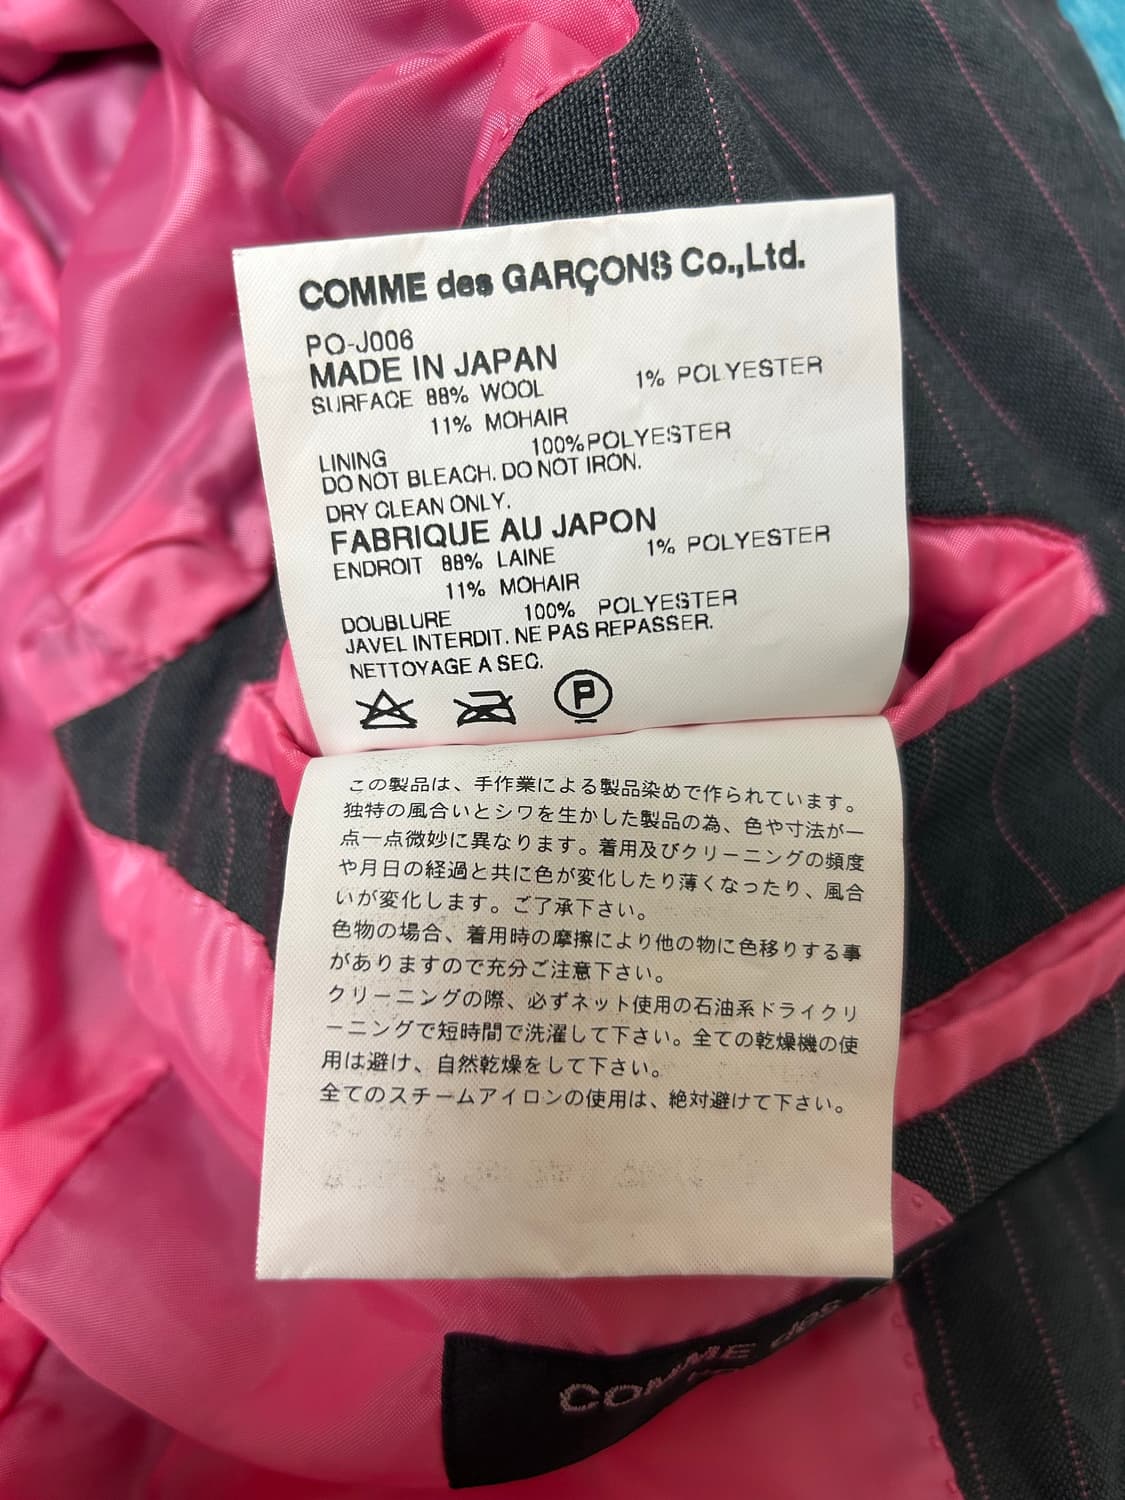 COMME des GARÇONS Co.,Ltd.
PO-J006
MADE IN JAPAN
SURFACE 88% WOOL 1% POLYESTER
11% MOHAIR
LINING 100%POLYESTER
DO NOT BLEACH. DO NOT IRON.
DRY CLEAN ONLY.
FABRIQUE AU JAPON
ENDROIT 88% LAINE 1% POLYESTER
11% MOHAIR
DOUBLURE 100% POLYESTER
JAVEL INTERDIT. NE PAS REPASSER.
NETTOYAGE A SEC.
P
この製品は、手作業による製品染めで作られています。
独特の風合いとシワを生かした製品の為、色や寸法が一
点一点微妙に異なります。着用及びクリーニングの頻度
や月日の経過と共に色が変化したり薄くなったり、風合
いが変化します。ご了承下さい。
色物の場合、着用時の摩擦により他の物に色移りする事
がありますので充分ご注意下さい。
クリーニングの際、必ずネット使用の石油系ドライクリ
ーニングで短時間で洗濯して下さい。全ての乾燥機の使
用は避け、自然乾燥をして下さい。
全てのスチームアイロンの使用は、絶対避けて下さい。
COMME des